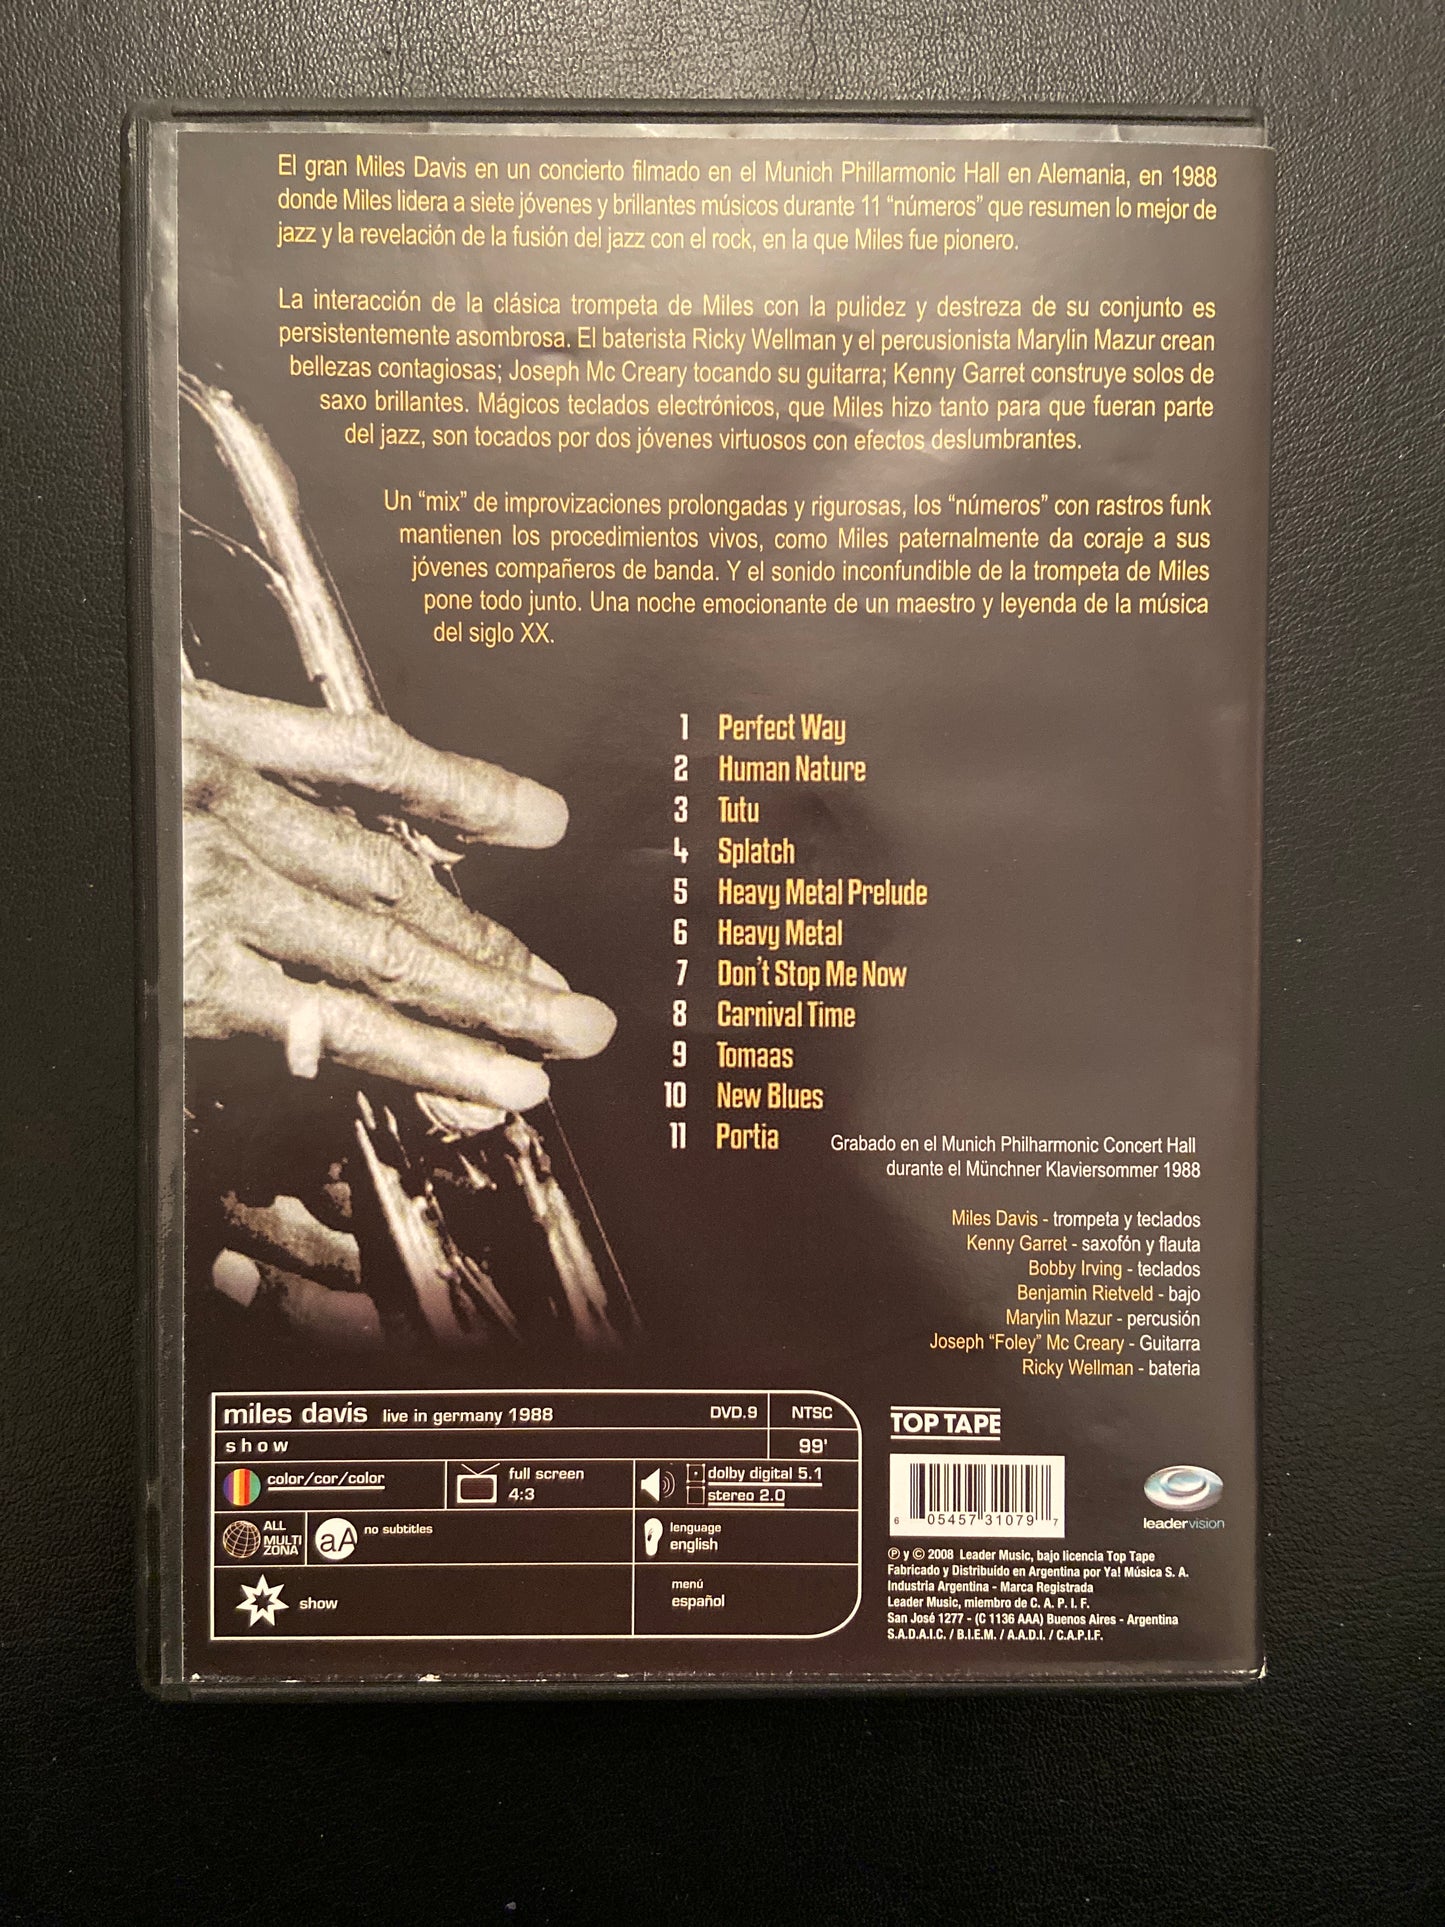 El gran Miles Davis en un concierto filmado en el Munich Phillarmonic Hall en Alemania, en 1988
donde Miles lidera a siete jóvenes y brillantes músicos durante 11 “números” que resumen lo mejor de
jazz y la revelación de la fusión del jazz con el rock, en la que Miles fue pionero.
La interacción de la clásica trompeta de Miles con la pulidez y destreza de su conjunto es
persistentemente asombrosa. El baterista Ricky Wellman y el percusionista Marylin Mazur crean
bellezas contagiosas; Joseph Mc Creary tocando su guitarra; Kenny Garret construye solos de
saxo brillantes. Mágicos teclados electrónicos, que Miles hizo tanto para que fueran parte
del jazz, son tocados por dos jóvenes virtuosos con efectos deslumbrantes.
Un “mix” de improvizaciones prolongadas y rigurosas, los “números” con rastros funk
mantienen los procedimientos vivos, como Miles paternalmente da coraje a sus
jóvenes compañeros de banda. Y el sonido inconfundible de la trompeta de Miles
pone todo junto. Una noche emocionante de un maestro y leyenda de la música
del siglo XX.
1 Perfect Way
2 Human Nature
3 Tutu
4 Splatch
5 Heavy Metal Prelude
6 Heavy Metal
7 Don't Stop Me Now
8 Carnival Time
9 Tomaas
10 New Blues
11 Portia
Grabado en el Munich Philharmonic Concert Hall
durante el Münchner Klaviersommer 1988
Miles Davis - trompeta y teclados
Kenny Garret - saxofón y flauta
Bobby Irving - teclados
Benjamin Rietveld - bajo
Marylin Mazur - percusión
Joseph “Foley” Mc Creary - Guitarra
Ricky Wellman - bateria
miles davis live in germany 1988 DVD.9 NTSC
show 99'
color/cor/color
full screen
4:3
dolby digital 5.1
stereo 2.0
ALL
MULTI
ZONA
aA no subtitles
lenguage
english
show
menú
español
TOP TAPE
6 05457 31079 7
leadervision
℗ y © 2008 Leader Music, bajo licencia Top Tape
Fabricado y Distribuído en Argentina por Ya! Música S. A.
Industria Argentina - Marca Registrada
Leader Music, miembro de C. A. P. I. F.
San José 1277 - (C 1136 AAA) Buenos Aires - Argentina
S.A.D.A.I.C. / B.I.E.M. / A.A.D.I. / C.A.P.I.F.